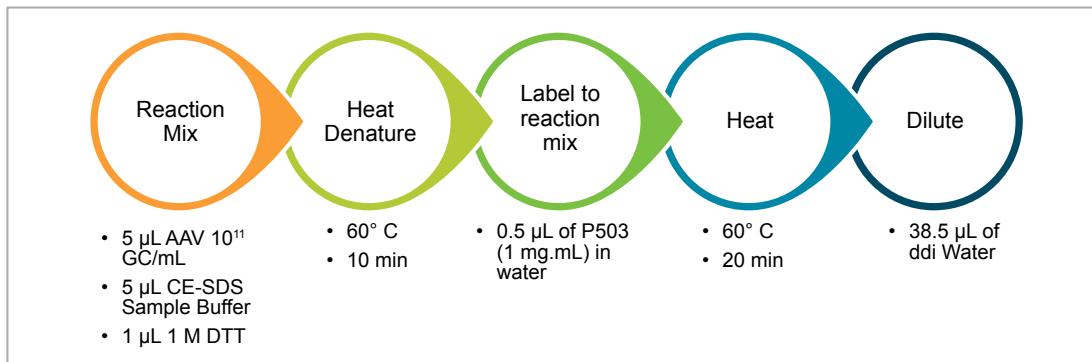 Reaction
Mix
Heat
Denature
Label to
reaction
mix
Heat
Dilute
• 5 µL AAV 10¹¹
GC/mL
• 5 µL CE-SDS
Sample Buffer
• 1 µL 1 M DTT
• 60° C
• 10 min
• 0.5 µL of P503
(1 mg.mL) in
water
• 60° C
• 20 min
• 38.5 µL of
ddi Water